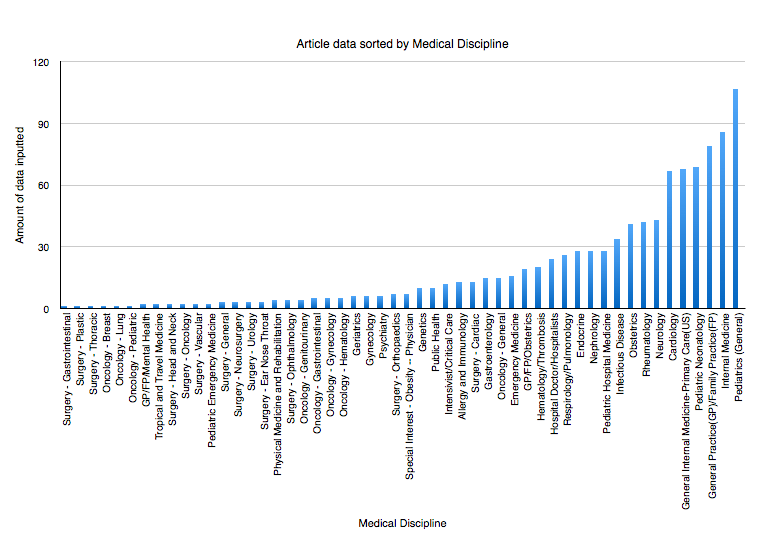 Article data sorted by Medical Discipline
120
90
60
30
0
Amount of data inputted
Surgery - Gastrointestinal
Surgery - Plastic
Surgery - Thoracic
Oncology - Breast
Oncology - Lung
Oncology - Pediatric
GP/FP/Mental Health
Tropical and Travel Medicine
Surgery - Head and Neck
Surgery - Oncology
Surgery - Vascular
Pediatric Emergency Medicine
Surgery - General
Surgery - Neurosurgery
Surgery - Urology
Surgery - Ear Nose Throat
Physical Medicine and Rehabilitation
Surgery - Ophthalmology
Oncology - Genitourinary
Oncology - Gastrointestinal
Oncology - Gynecology
Oncology - Hematology
Geriatrics
Gynecology
Psychiatry
Surgery - Orthopaedics
Special Interest - Obesity -- Physician
Genetics
Public Health
Intensivist/Critical Care
Allergy and Immunology
Surgery - Cardiac
Gastroenterology
Oncology - General
Emergency Medicine
GP/FP/Obstetrics
Hematology/Thrombosis
Hospital Doctor/Hospitalists
Respirology/Pulmonology
Endocrine
Nephrology
Pediatric Hospital Medicine
Infectious Disease
Obstetrics
Rheumatology
Neurology
Cardiology
General Internal Medicine-Primary Care(US)
Pediatric Neonatology
General Practice(GP)/Family Practice(FP)
Internal Medicine
Pediatrics (General)
Medical Discipline